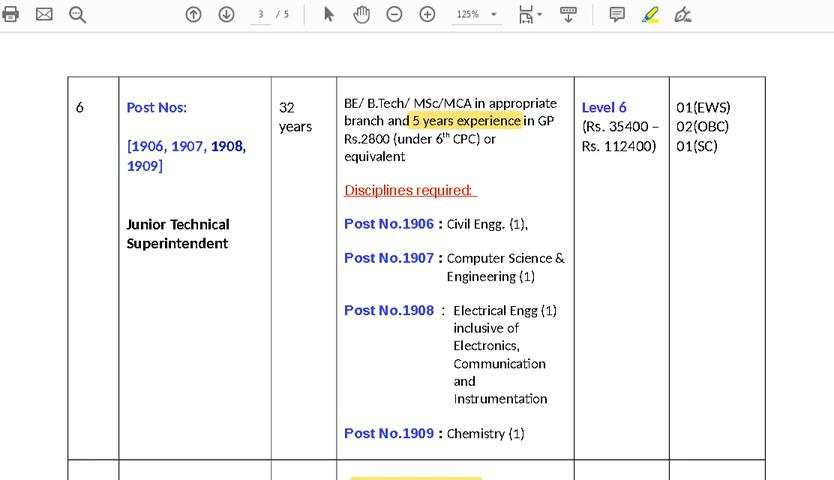 3 / 5
125%
6
Post Nos:
[1906, 1907, 1908,
1909]
Junior Technical
Superintendent
32
years
BE/ B.Tech/ MSc/MCA in appropriate
branch and 5 years experience in GP
Rs.2800 (under 6th CPC) or
equivalent
Disciplines required:
Post No.1906 : Civil Engg. (1),
Post No.1907 : Computer Science &
Engineering (1)
Post No.1908 : Electrical Engg (1)
inclusive of
Electronics,
Communication
and
Instrumentation
Post No.1909 : Chemistry (1)
Level 6
(Rs. 35400 –
Rs. 112400)
01(EWS)
02(OBC)
01(SC)